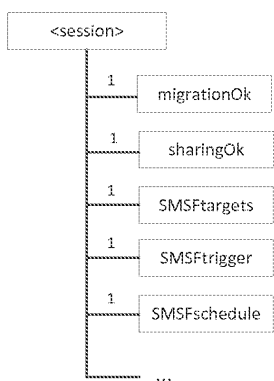 <session>
1
migrationOk
1
sharingOk
1
SMSFtargets
1
SMSFtrigger
1
SMSFschedule